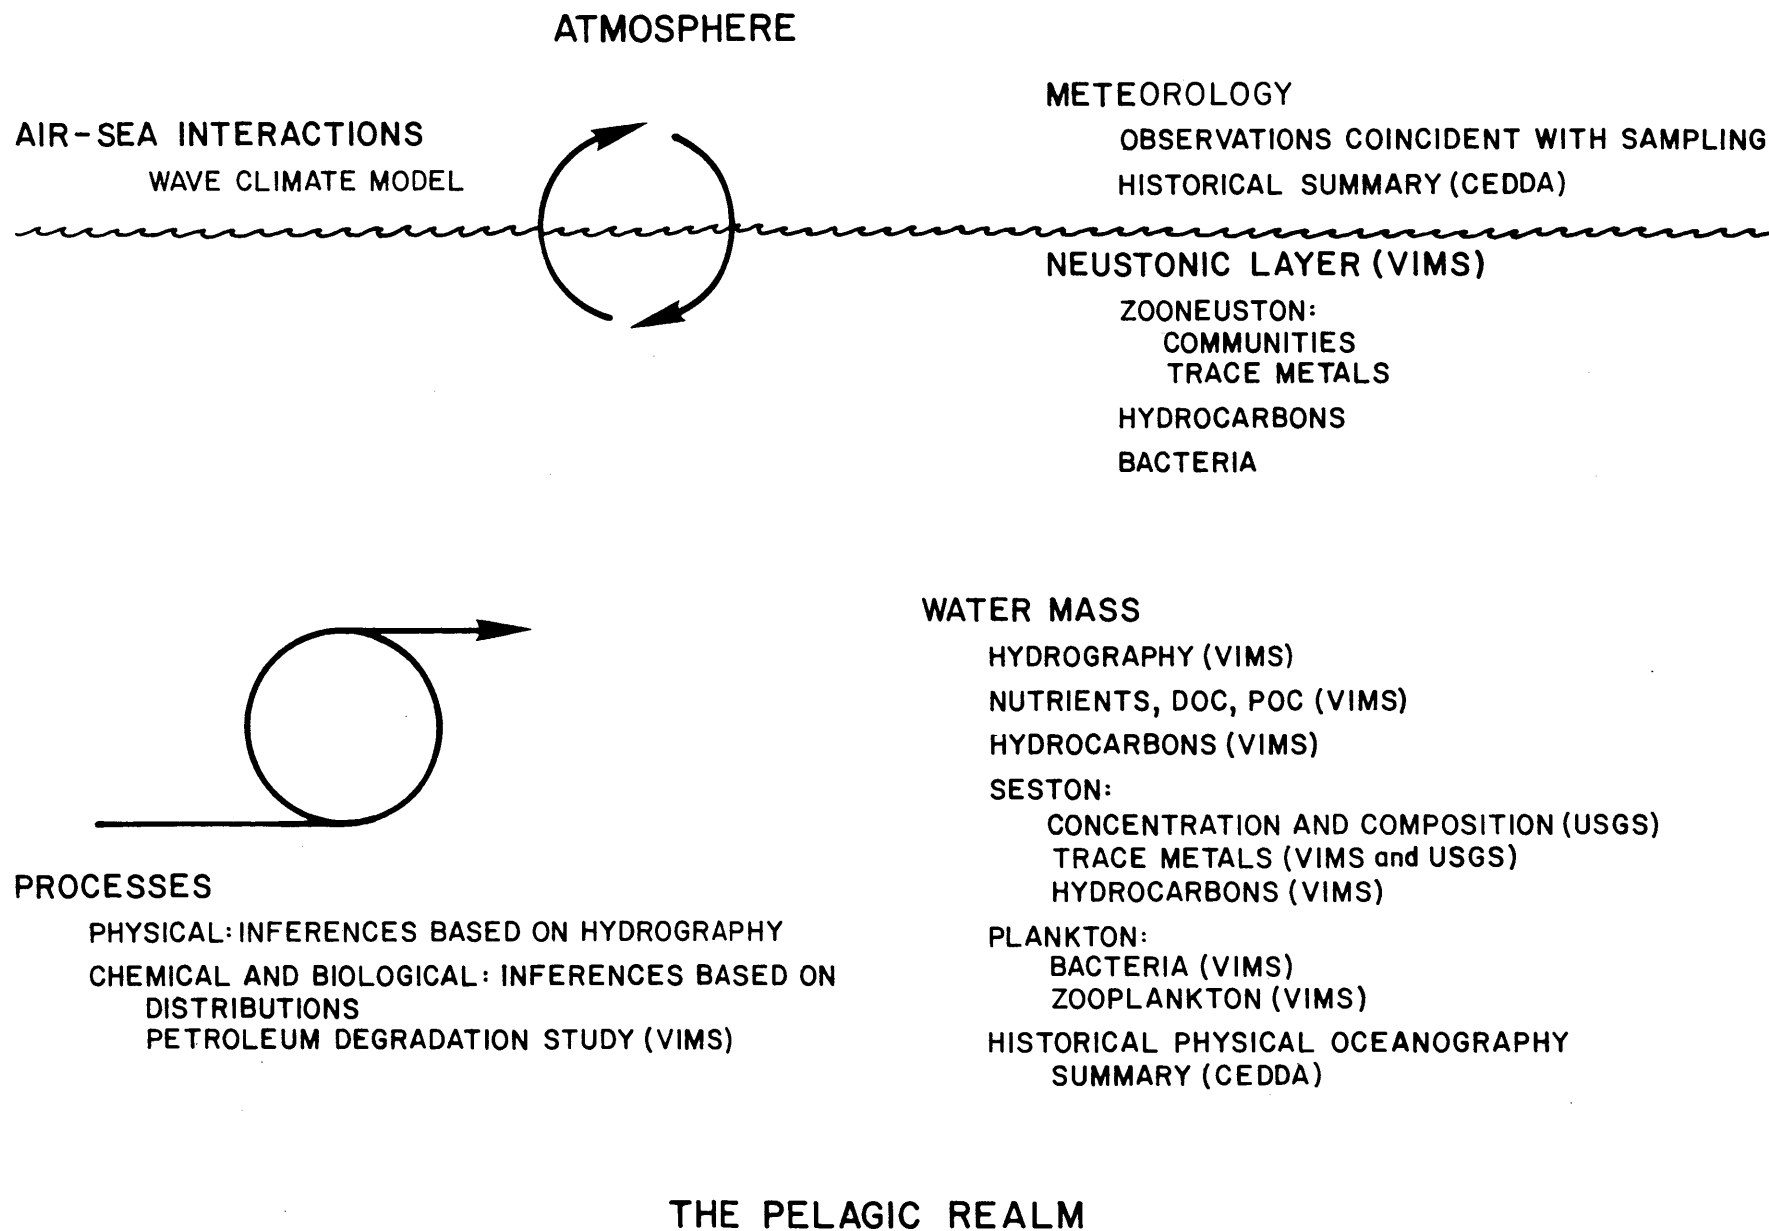 ATMOSPHERE
AIR-SEA INTERACTIONS
WAVE CLIMATE MODEL
METEOROLOGY
OBSERVATIONS COINCIDENT WITH SAMPLING
HISTORICAL SUMMARY (CEDDA)
NEUSTONIC LAYER (VIMS)
ZOONEUSTON:
COMMUNITIES
TRACE METALS
HYDROCARBONS
BACTERIA
PROCESSES
PHYSICAL: INFERENCES BASED ON HYDROGRAPHY
CHEMICAL AND BIOLOGICAL: INFERENCES BASED ON
DISTRIBUTIONS
PETROLEUM DEGRADATION STUDY (VIMS)
WATER MASS
HYDROGRAPHY (VIMS)
NUTRIENTS, DOC, POC (VIMS)
HYDROCARBONS (VIMS)
SESTON:
CONCENTRATION AND COMPOSITION (USGS)
TRACE METALS (VIMS and USGS)
HYDROCARBONS (VIMS)
PLANKTON:
BACTERIA (VIMS)
ZOOPLANKTON (VIMS)
HISTORICAL PHYSICAL OCEANOGRAPHY
SUMMARY (CEDDA)
THE PELAGIC REALM